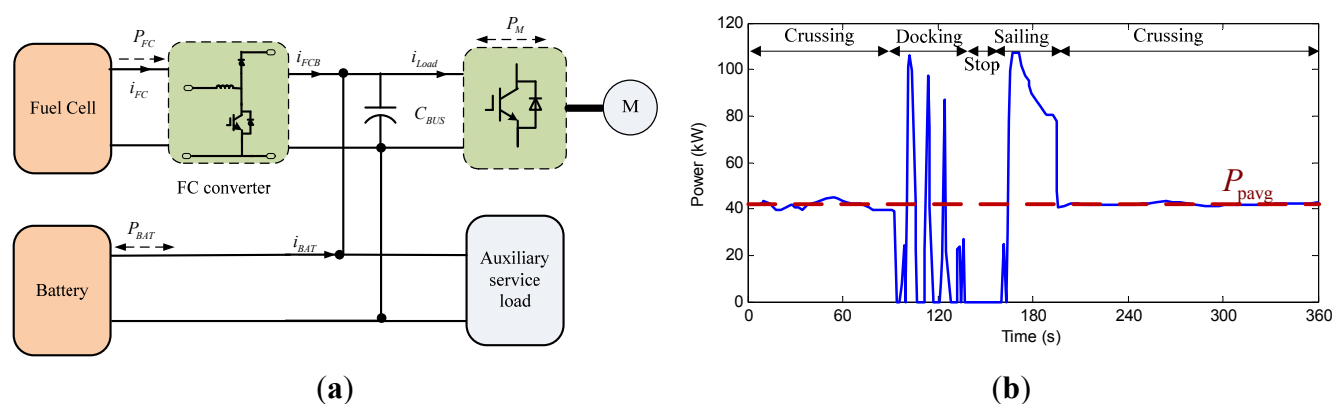 Fuel Cell
P_FC
i_FC
FC converter
i_FCB
i_Load
C_BUS
P_M
M
Battery
P_BAT
i_BAT
Auxiliary
service
load
(a)
120
100
80
60
40
20
0
Power (kW)
Crussing
Docking
Stop
Sailing
Crussing
P_pavg
0
60
120
180
240
300
360
Time (s)
(b)